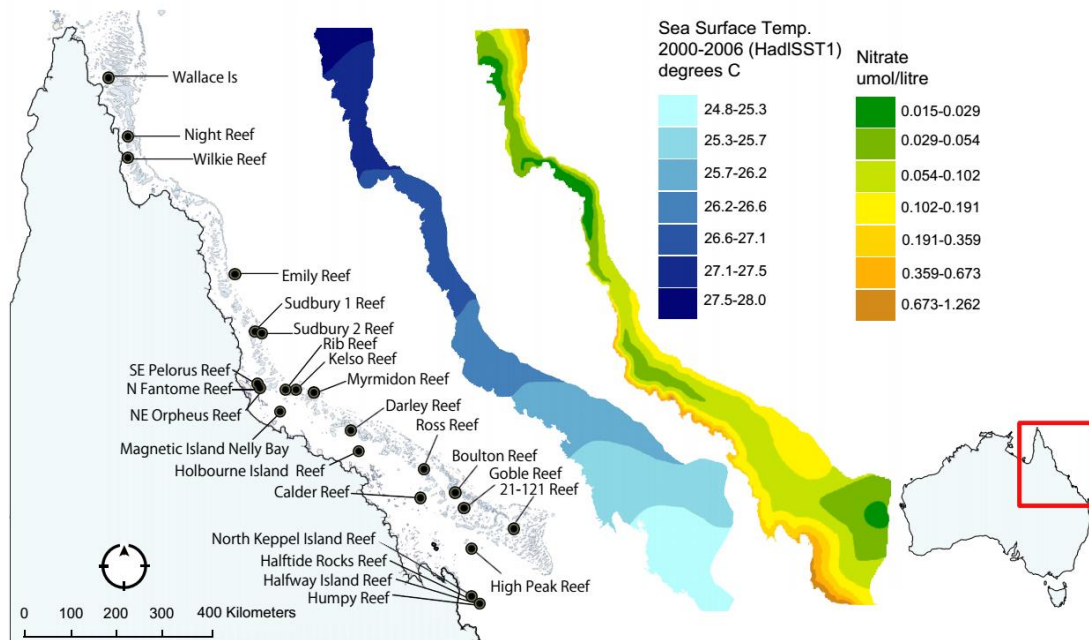 Wallace Is
Night Reef
Wilkie Reef
Emily Reef
Sudbury 1 Reef
Sudbury 2 Reef
Rib Reef
Kelso Reef
SE Pelorus Reef
Myrmidon Reef
N Fantome Reef
NE Orpheus Reef
Darley Reef
Ross Reef
Magnetic Island Nelly Bay
Boulton Reef
Holbourne Island Reef
Goble Reef
Calder Reef
21-121 Reef
North Keppel Island Reef
Halftide Rocks Reef
Halfway Island Reef
High Peak Reef
Humpy Reef
0 100 200 400 Kilometers
Sea Surface Temp.
2000-2006 (HadISST1)
degrees C
24.8-25.3
25.3-25.7
25.7-26.2
26.2-26.6
26.6-27.1
27.1-27.5
27.5-28.0
Nitrate
umol/litre
0.015-0.029
0.029-0.054
0.054-0.102
0.102-0.191
0.191-0.359
0.359-0.673
0.673-1.262